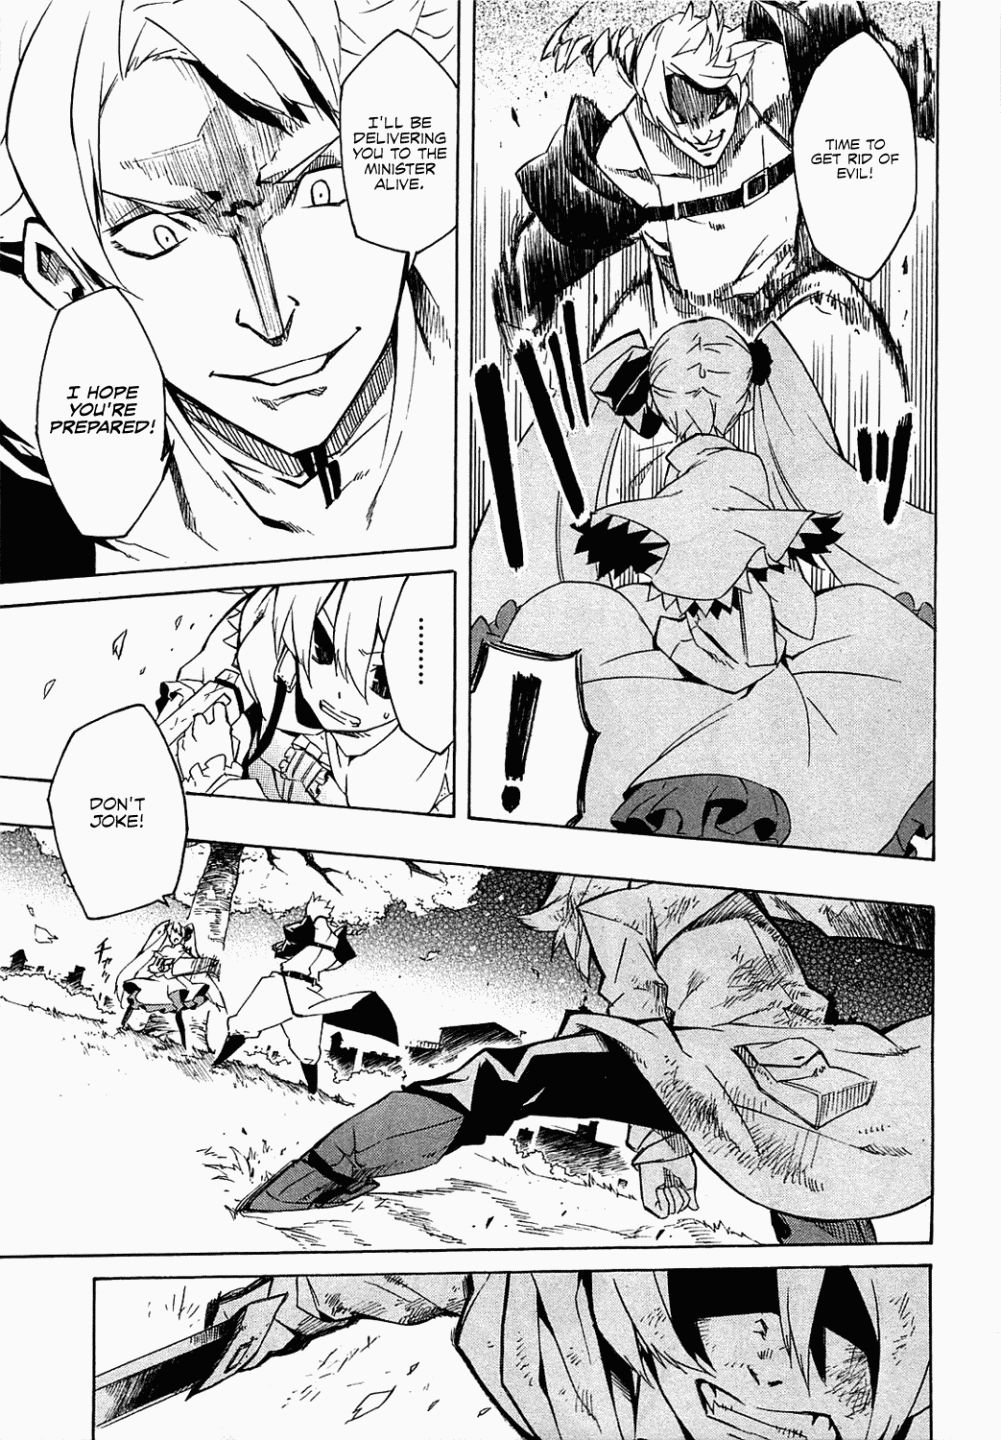 TIME TO
GET RID OF
EVIL!
I'LL BE
DELIVERING
YOU TO THE
MINISTER
ALIVE.
I HOPE
YOU'RE
PREPARED!
!
........
DON'T
JOKE!